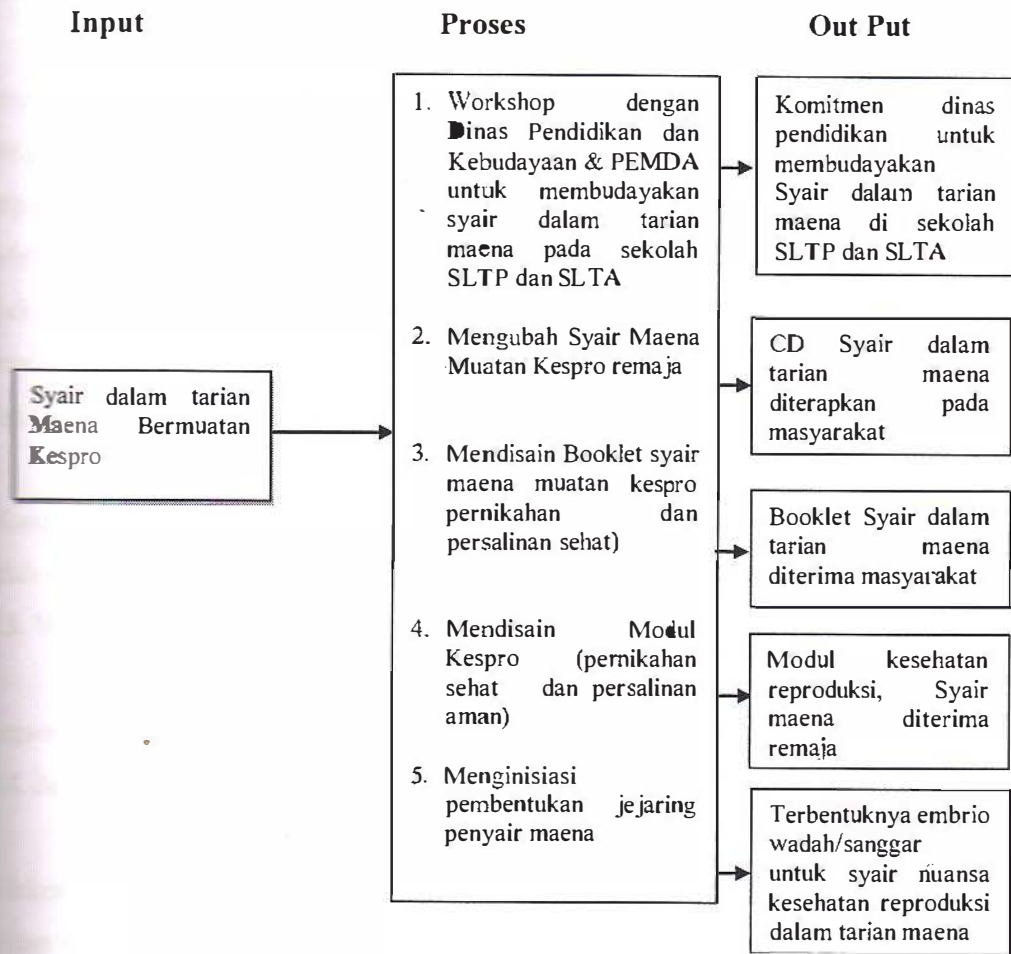 Input
Proses
Out Put
Syair dalam tarian
Maena Bermuatan
Kespro
1. Workshop dengan
Dinas Pendidikan dan
Kebudayaan & PEMDA
untuk membudayakan
syair dalam tarian
maena pada sekolah
SLTP dan SLTA
2. Mengubah Syair Maena
Muatan Kespro remaja
3. Mendisain Booklet syair
maena muatan kespro
pernikahan dan
persalinan sehat)
4. Mendisain Modul
Kespro (pernikahan
sehat dan persalinan
aman)
5. Menginisiasi
pembentukan jejaring
penyair maena
Komitmen dinas
pendidikan untuk
membudayakan
Syair dalam tarian
maena di sekolah
SLTP dan SLTA
CD Syair dalam
tarian maena
diterapkan pada
masyarakat
Booklet Syair dalam
tarian maena
diterima masyarakat
Modul kesehatan
reproduksi, Syair
maena diterima
remaja
Terbentuknya embrio
wadah/sanggar
untuk syair nuansa
kesehatan reproduksi
dalam tarian maena